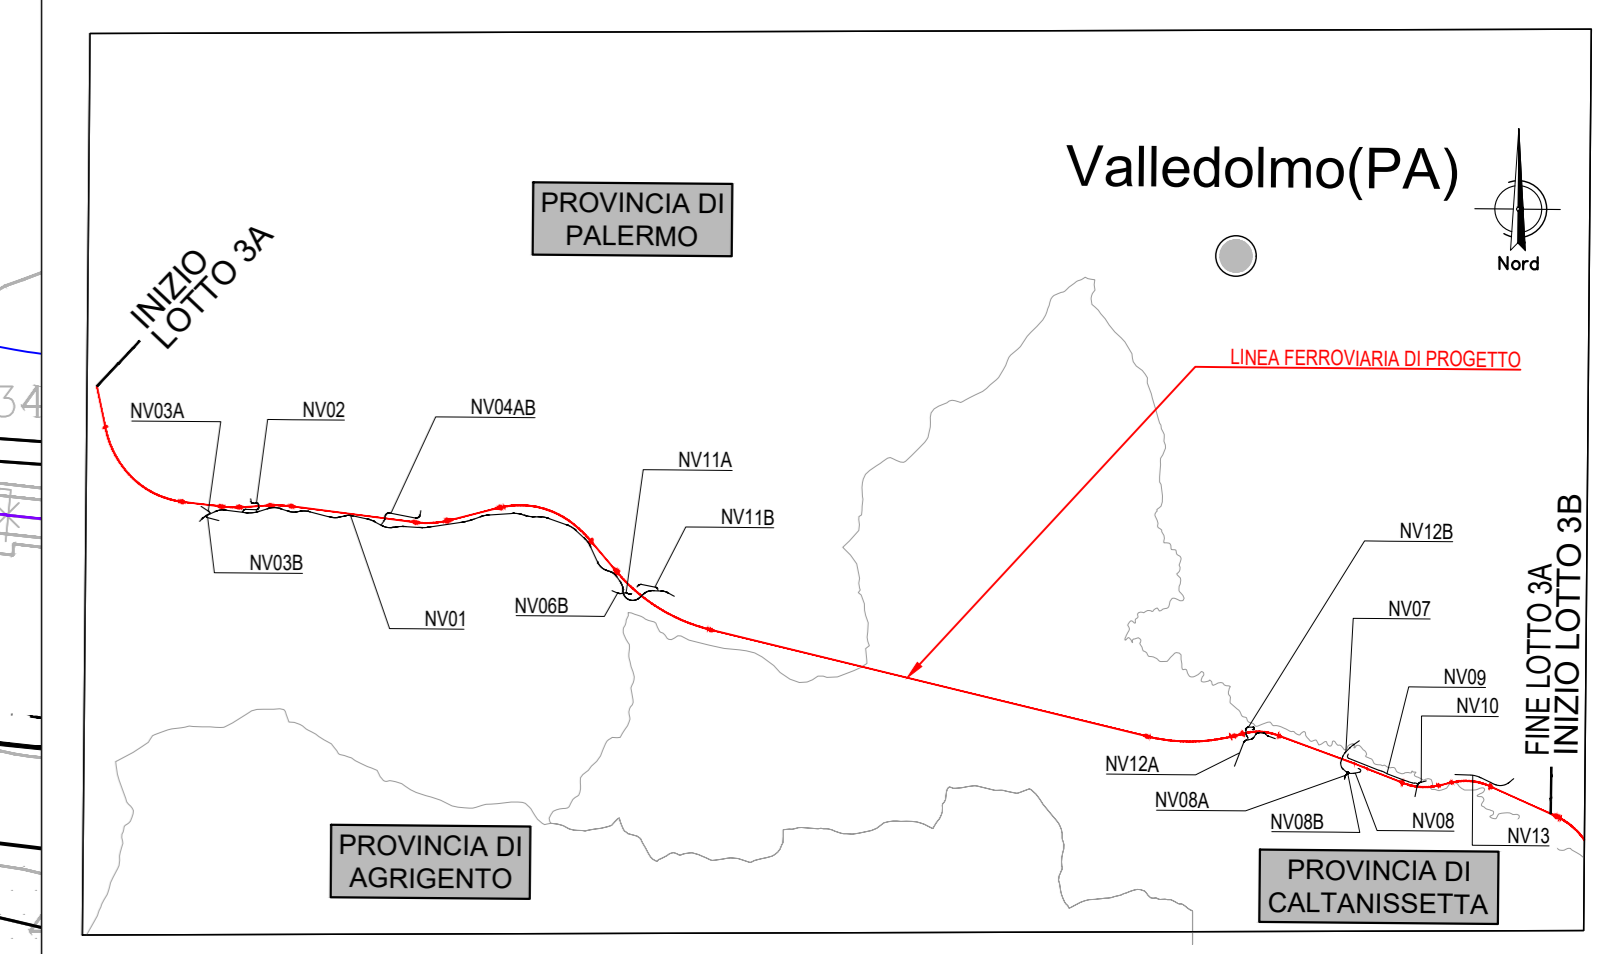 Valledolmo(PA)
Nord
PROVINCIA DI
PALERMO
INIZIO
LOTTO 3A
LINEA FERROVIARIA DI PROGETTO
34
NV03A
NV02
NV04AB
NV11A
NV11B
NV03B
NV01
NV06B
NV12B
NV07
NV09
NV10
NV12A
NV08A
NV08B
NV08
NV13
FINE LOTTO 3A
INIZIO LOTTO 3B
PROVINCIA DI
AGRIGENTO
PROVINCIA DI
CALTANISSETTA